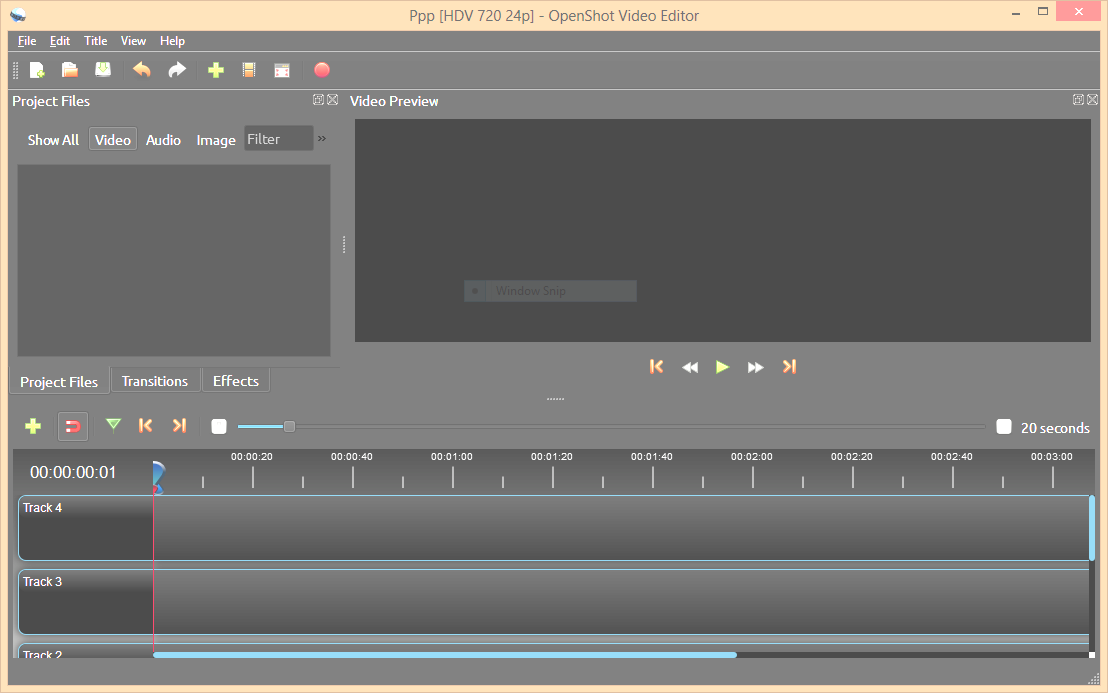 Ppp [HDV 720 24p] - OpenShot Video Editor
File Edit Title View Help
Project Files
Video Preview
Show All Video Audio Image Filter »
Window Snip
Project Files Transitions Effects
20 seconds
00:00:00:01
00:00:20 00:00:40 00:01:00 00:01:20 00:01:40 00:02:00 00:02:20 00:02:40 00:03:00
Track 4
Track 3
Track 2